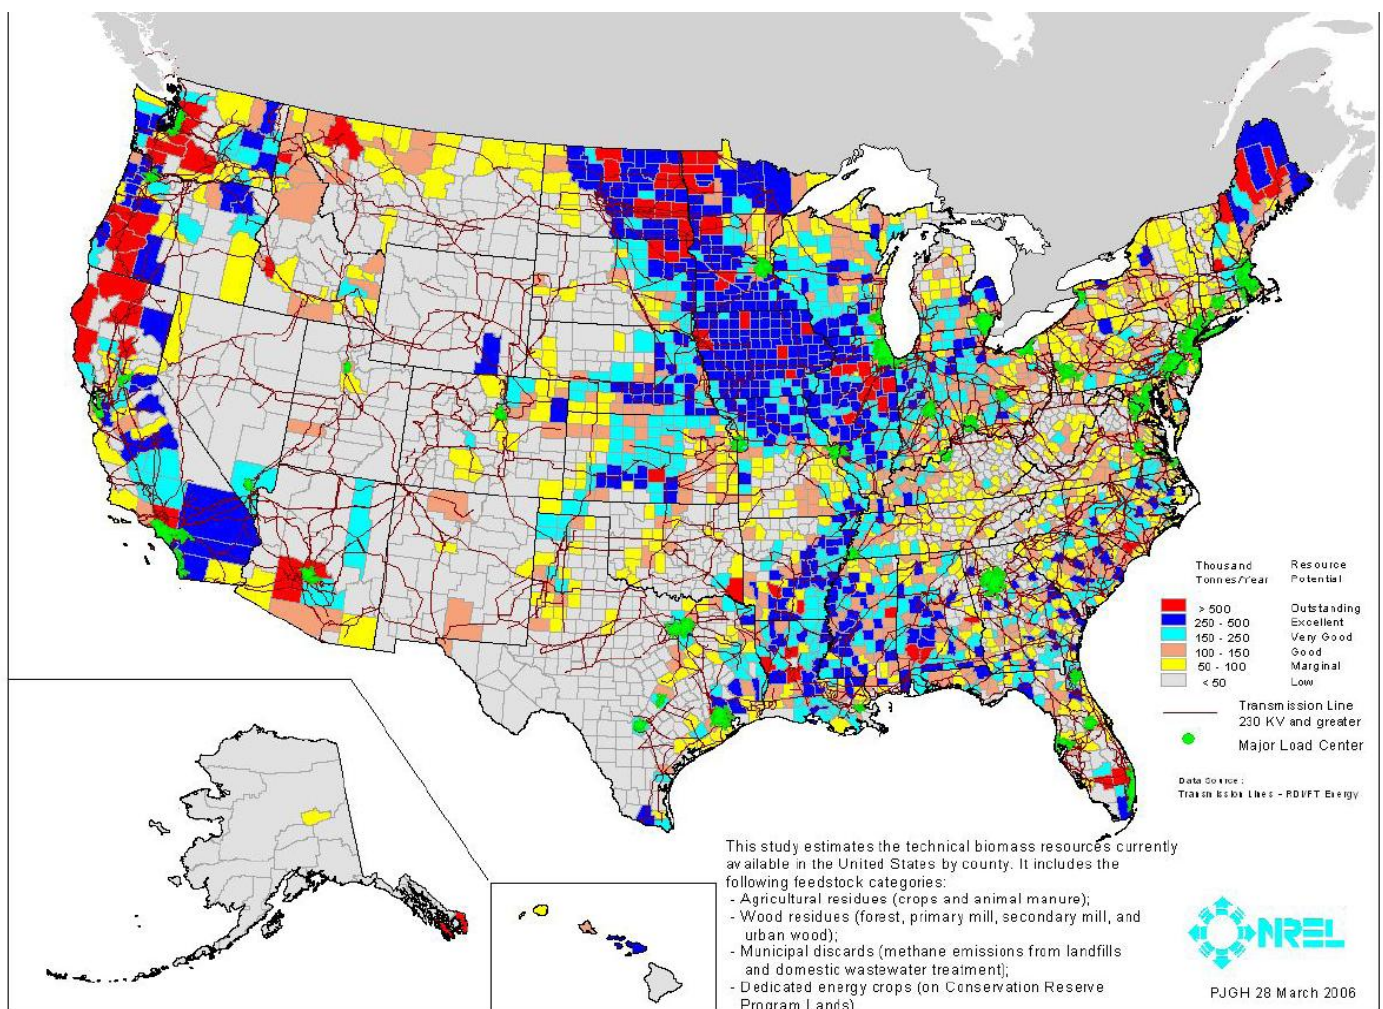 Thousand Resource
Tonnes/Year Potential
> 500 Outstanding
250 - 500 Excellent
150 - 250 Very Good
100 - 150 Good
50 - 100 Marginal
< 50 Low
Transmission Line
230 KV and greater
Major Load Center
Data Source :
Transmission Lines - RDI/FT Energy
This study estimates the technical biomass resources currently
available in the United States by county. It includes the
following feedstock categories:
- Agricultural residues (crops and animal manure);
- Wood residues (forest, primary mill, secondary mill, and
urban wood);
- Municipal discards (methane emissions from landfills
and domestic wastewater treatment);
- Dedicated energy crops (on Conservation Reserve
Program Lands)
NREL
PJGH 28 March 2006